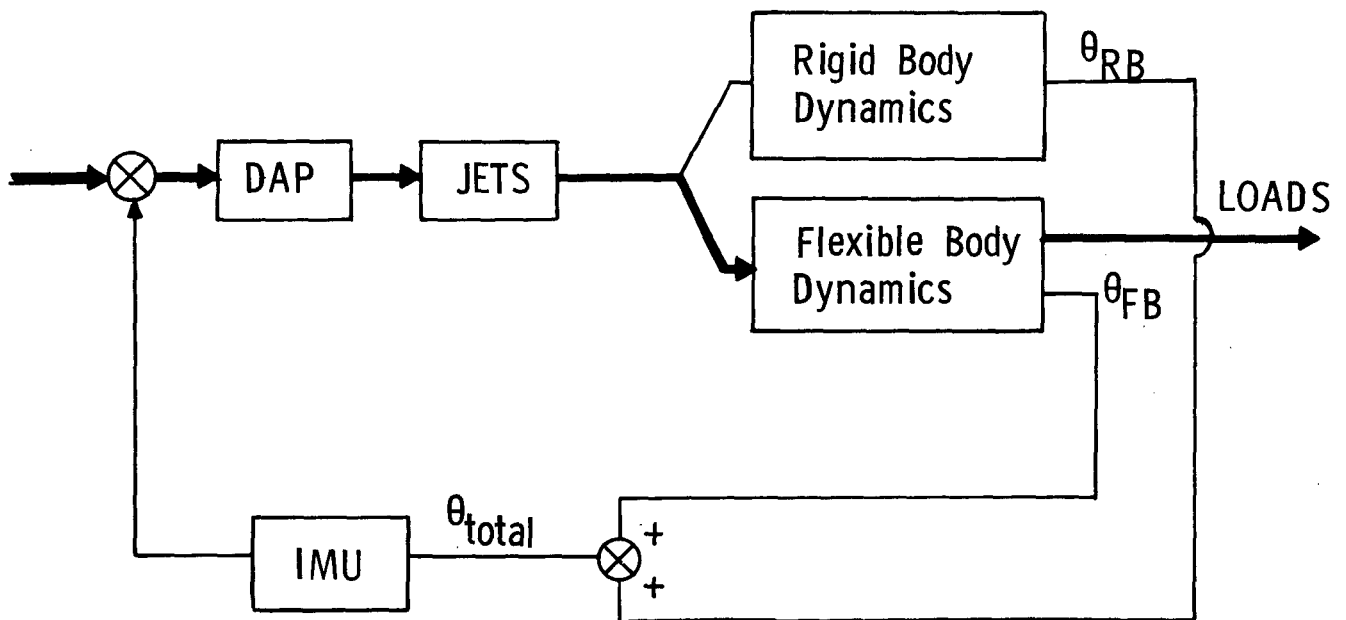 Rigid Body
Dynamics
θRB
DAP
JETS
LOADS
Flexible Body
Dynamics
θFB
θtotal
+
+
IMU